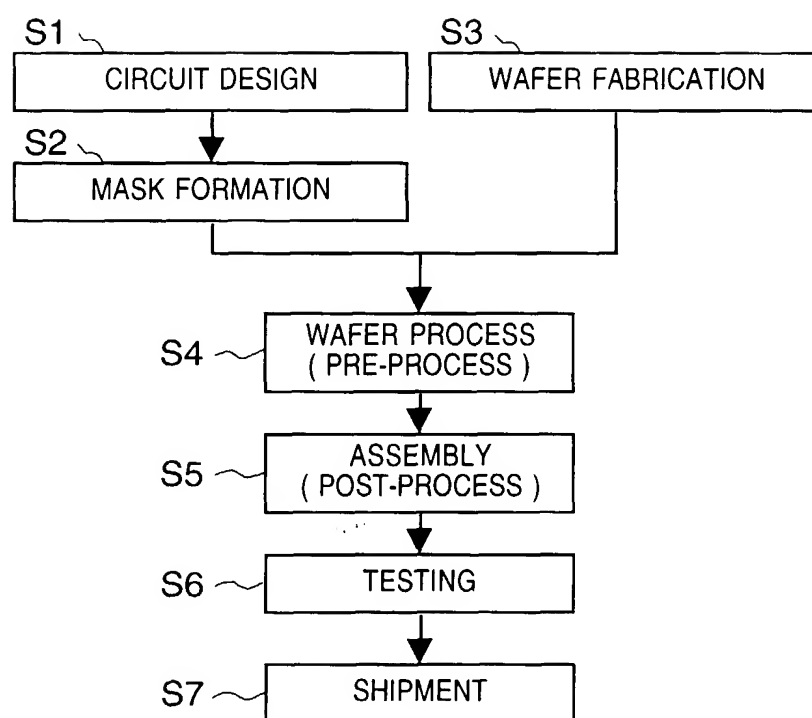 S1
CIRCUIT DESIGN
S3
WAFER FABRICATION
S2
MASK FORMATION
S4
WAFER PROCESS
( PRE-PROCESS )
S5
ASSEMBLY
( POST-PROCESS )
S6
TESTING
S7
SHIPMENT